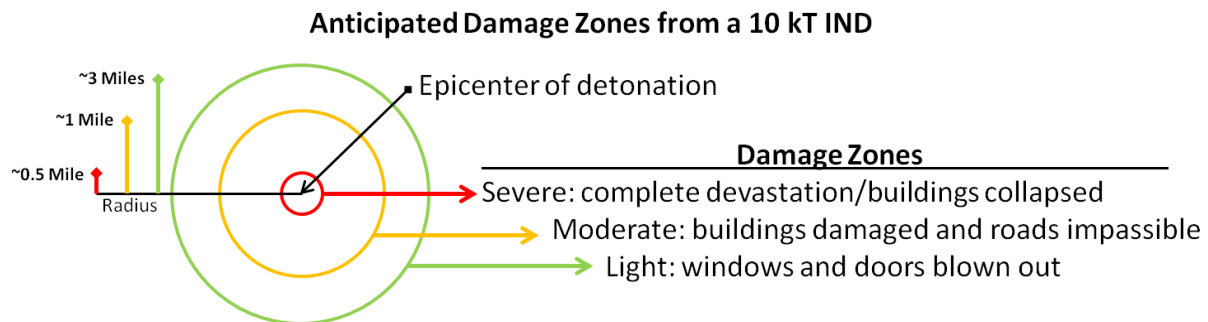 Anticipated Damage Zones from a 10 kT IND
~3 Miles
Epicenter of detonation
~1 Mile
Damage Zones
~0.5 Mile
Severe: complete devastation/buildings collapsed
Radius
Moderate: buildings damaged and roads impassible
Light: windows and doors blown out